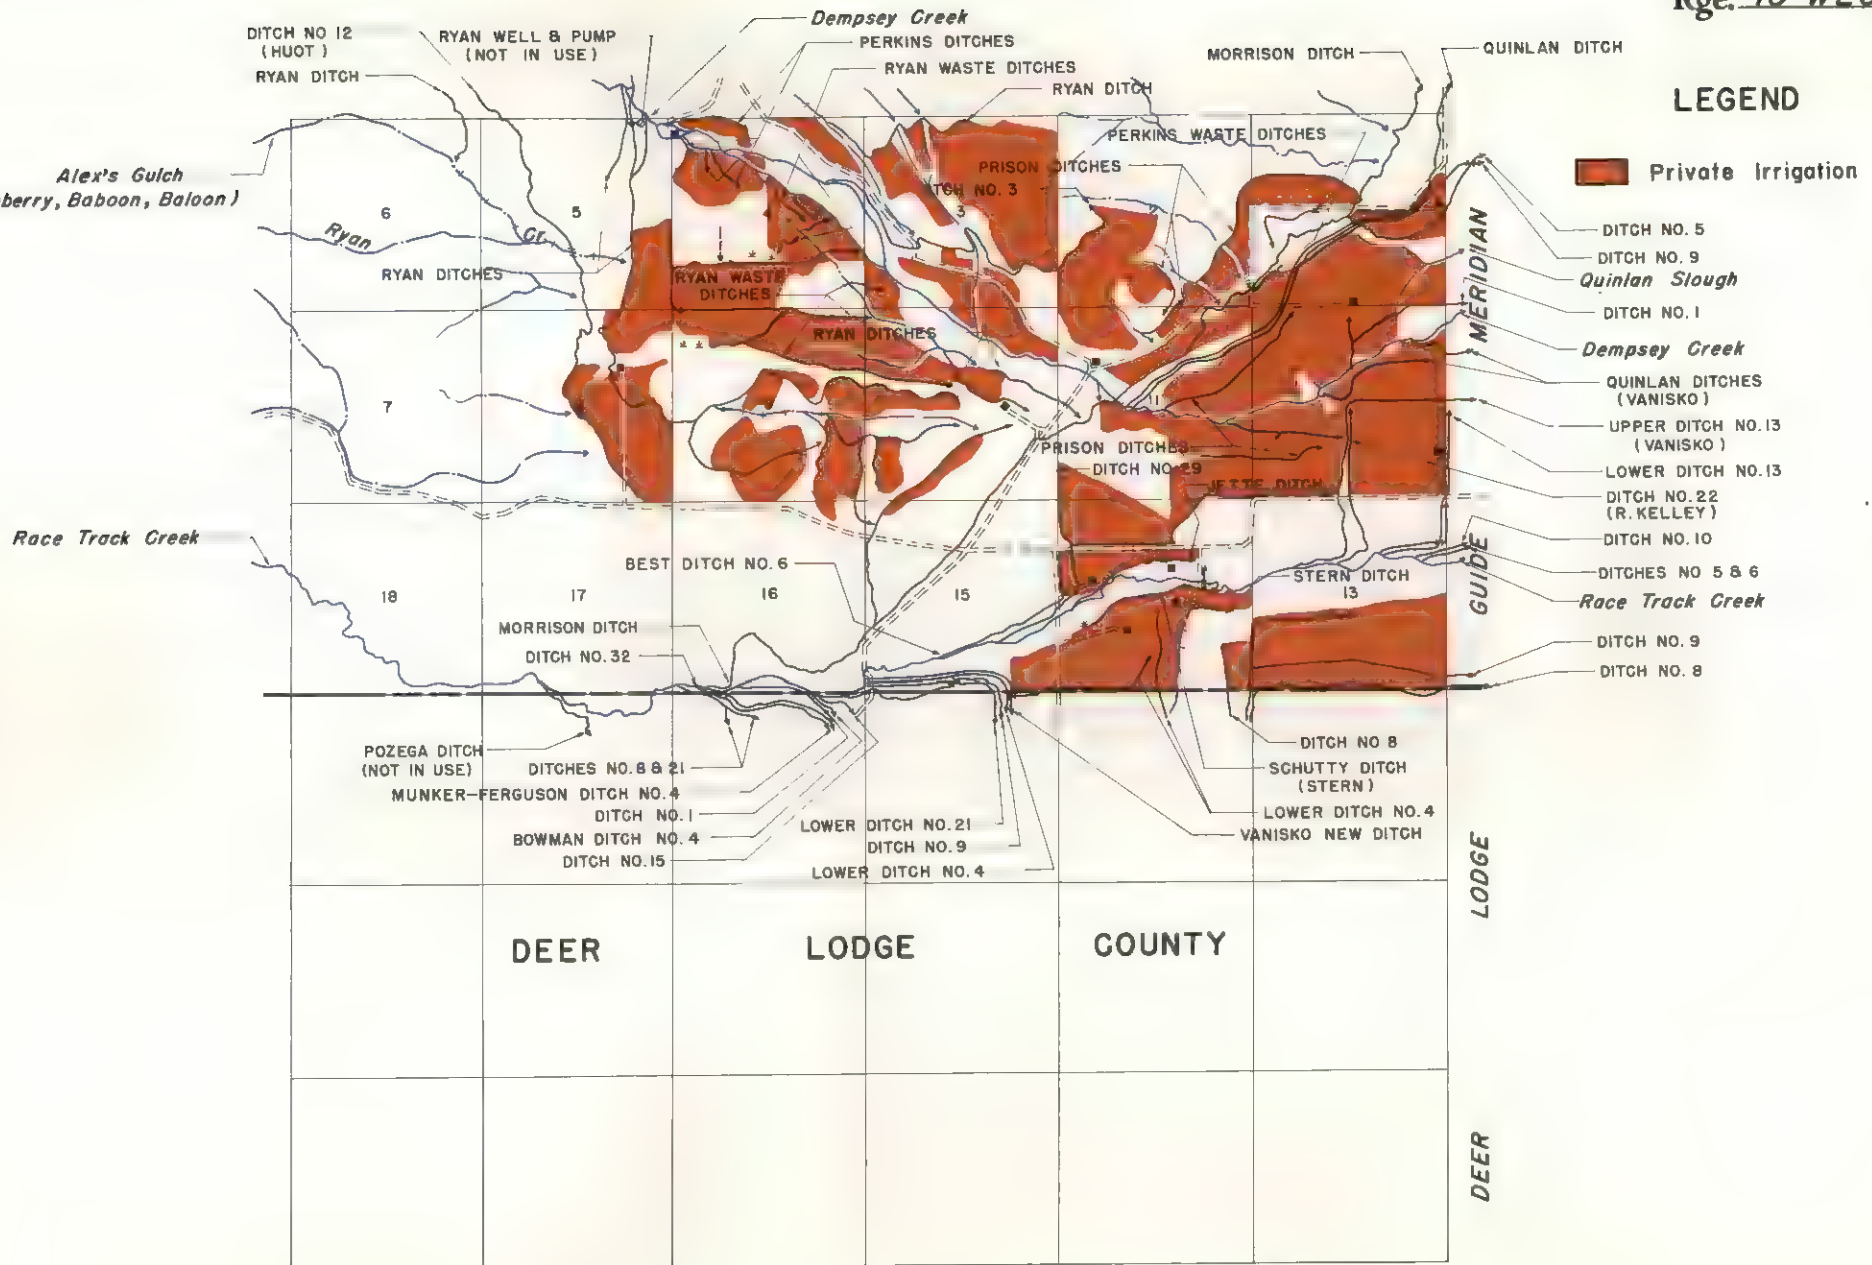 Rge. 10 WES
Dempsey Creek
DITCH NO 12
(HUOT)
RYAN WELL & PUMP
(NOT IN USE)
PERKINS DITCHES
MORRISON DITCH
QUINLAN DITCH
RYAN DITCH
RYAN WASTE DITCHES
RYAN DITCH
LEGEND
Private Irrigation
PERKINS WASTE DITCHES
PRISON DITCHES
TCH NO. 3
Alex's Gulch
berry, Baboon, Baloon)
6
5
3
Ryan Cr.
RYAN DITCHES
RYAN WASTE
DITCHES
RYAN DITCHES
DITCH NO. 5
DITCH NO. 9
Quinlan Slough
DITCH NO. 1
Dempsey Creek
QUINLAN DITCHES
(VANISKO)
UPPER DITCH NO. 13
(VANISKO)
LOWER DITCH NO. 13
DITCH NO. 22
(R. KELLEY)
DITCH NO. 10
DITCHES NO 5 & 6
Race Track Creek
DITCH NO. 9
DITCH NO. 8
MERIDIAN
GUIDE
LODGE
DEER
7
11
PRISON DITCHES
DITCH NO. 29
JETTE DITCH
Race Track Creek
BEST DITCH NO. 6
STERN DITCH
18
17
16
15
13
MORRISON DITCH
DITCH NO. 32
POZEGA DITCH
(NOT IN USE)
DITCHES NO. 8 & 21
MUNKER-FERGUSON DITCH NO. 4
DITCH NO. 1
BOWMAN DITCH NO. 4
DITCH NO. 15
LOWER DITCH NO. 21
DITCH NO. 9
LOWER DITCH NO. 4
DITCH NO 8
SCHUTTY DITCH
(STERN)
LOWER DITCH NO. 4
VANISKO NEW DITCH
DEER LODGE COUNTY